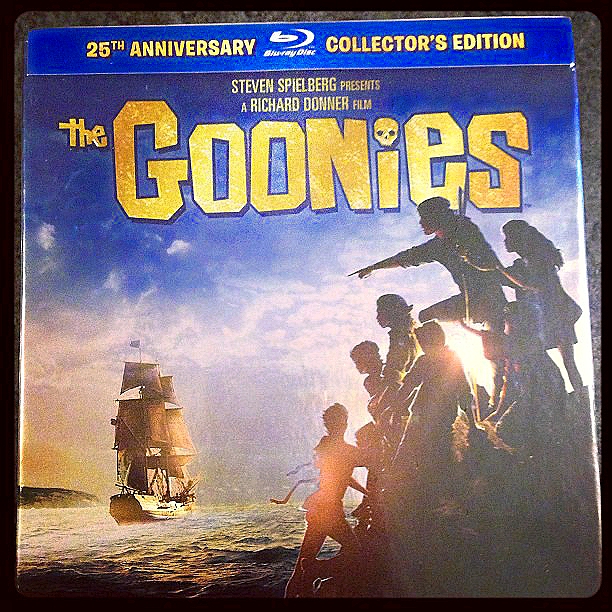 25TH ANNIVERSARY Blu-ray Disc COLLECTOR'S EDITION
STEVEN SPIELBERG PRESENTS
A RICHARD DONNER FILM
the GOONiES